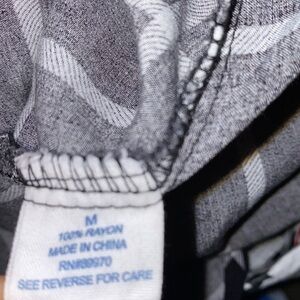 M
100% RAYON
MADE IN CHINA
RN#89970
SEE REVERSE FOR CARE